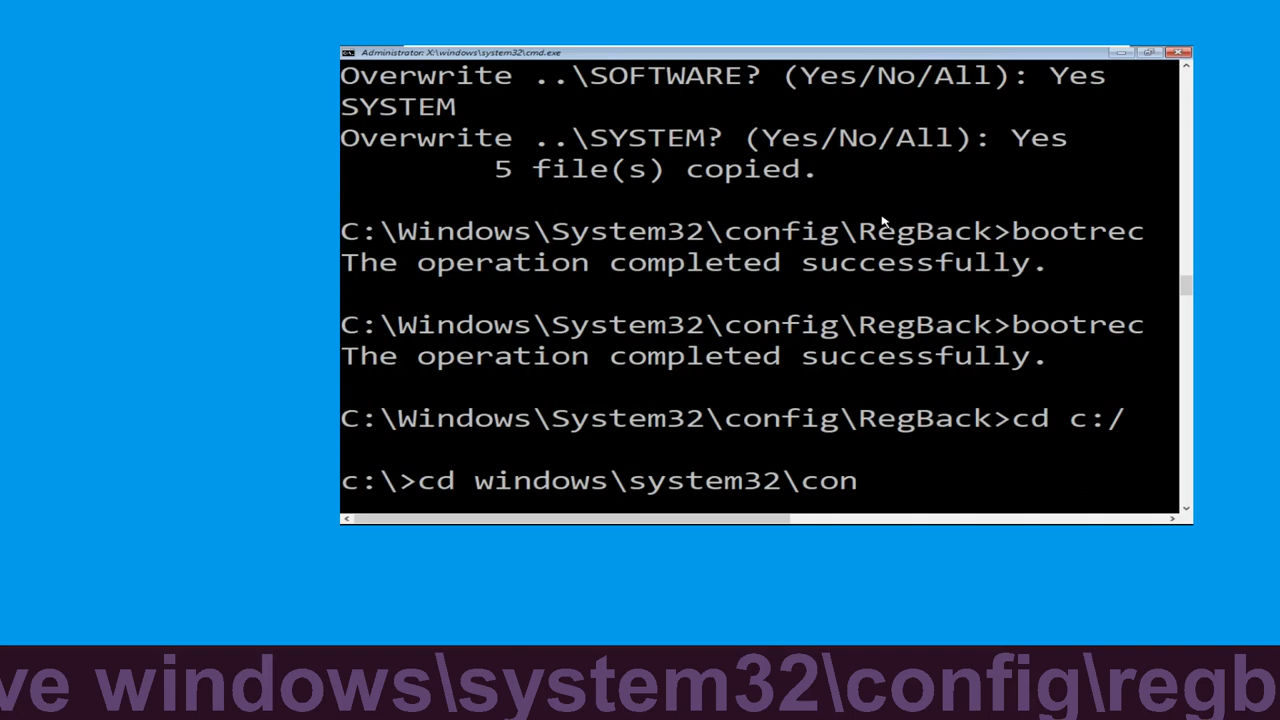 Administrator: X:\windows\system32\cmd.exe
Overwrite ..\SOFTWARE? (Yes/No/All): Yes
SYSTEM
Overwrite ..\SYSTEM? (Yes/No/All): Yes
5 file(s) copied.
C:\Windows\System32\config\RegBack>bootrec
The operation completed successfully.
C:\Windows\System32\config\RegBack>bootrec
The operation completed successfully.
C:\Windows\System32\config\RegBack>cd c:/
c:\>cd windows\system32\con
ve windows\system32\config\regb